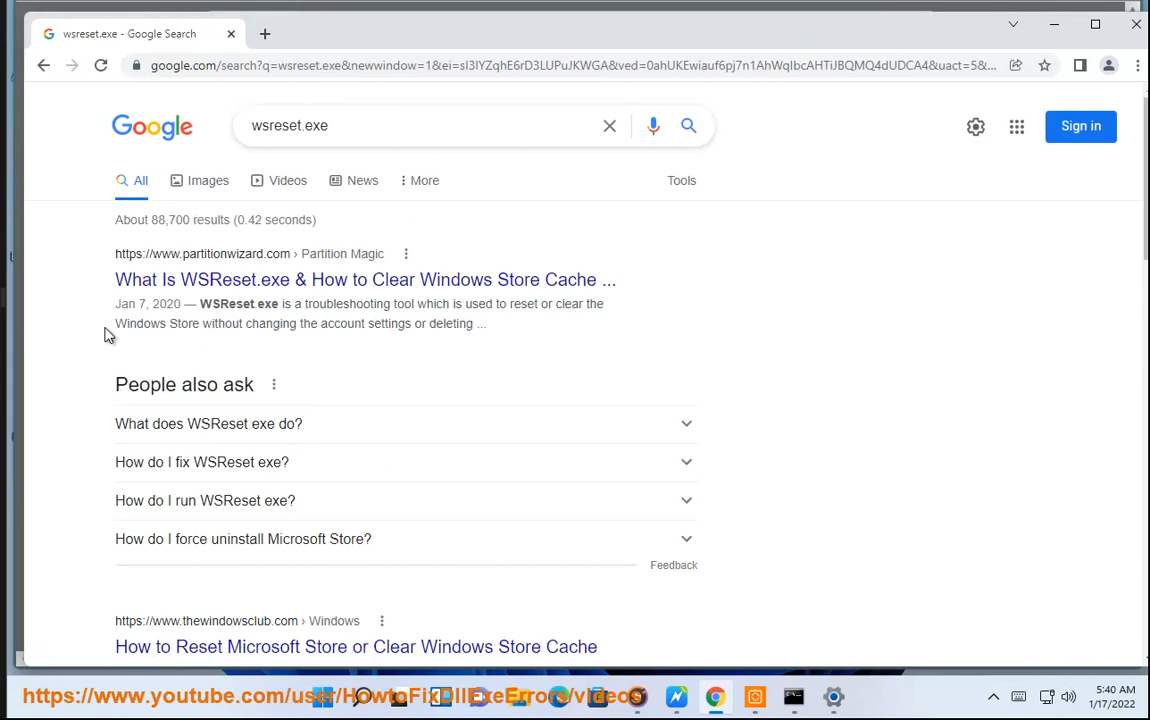 wsreset.exe - Google Search
google.com/search?q=wsreset.exe&newwindow=1&ei=sI3lYZqhE6rD3LUPuJKWGA&ved=0ahUKEwiauf6pj7n1AhWqIbcAHTiJBQMQ4dUDCA4&uact=5&...
Google
wsreset.exe
Sign in
All Images Videos News More Tools
About 88,700 results (0.42 seconds)
https://www.partitionwizard.com › Partition Magic
What Is WSReset.exe & How to Clear Windows Store Cache ...
Jan 7, 2020 — WSReset.exe is a troubleshooting tool which is used to reset or clear the
Windows Store without changing the account settings or deleting ...
People also ask
What does WSReset exe do?
How do I fix WSReset exe?
How do I run WSReset exe?
How do I force uninstall Microsoft Store?
Feedback
https://www.thewindowsclub.com › Windows
How to Reset Microsoft Store or Clear Windows Store Cache
https://www.youtube.com/user/HowtoFixDllExeErrors/videos
5:40 AM
1/17/2022